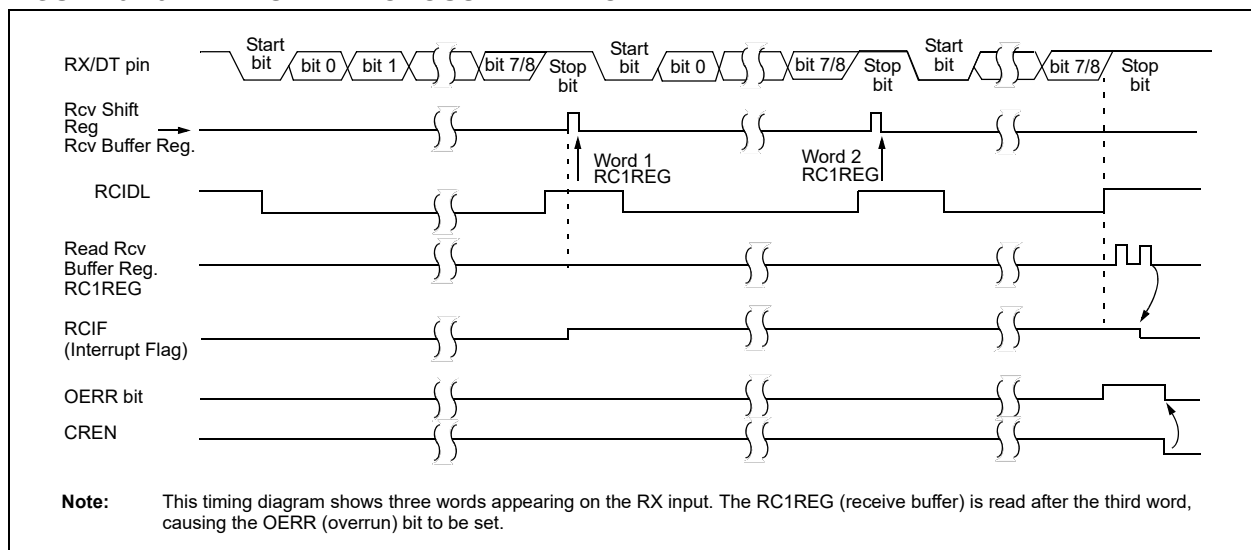 Start bit
bit 0
bit 1
bit 7/8
Stop bit
Start bit
bit 0
bit 7/8
Stop bit
Start bit
bit 7/8
Stop bit
RX/DT pin
Rcv Shift
Reg
Rcv Buffer Reg.
Word 1
RC1REG
Word 2
RC1REG
RCIDL
Read Rcv
Buffer Reg.
RC1REG
RCIF
(Interrupt Flag)
OERR bit
CREN
Note: This timing diagram shows three words appearing on the RX input. The RC1REG (receive buffer) is read after the third word,
causing the OERR (overrun) bit to be set.